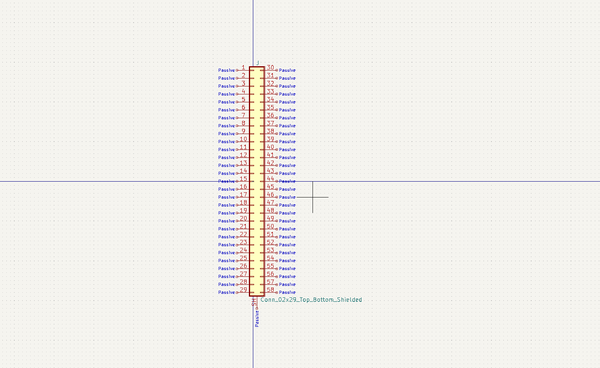 J
Passive 1 30 Passive
Passive 2 31 Passive
Passive 3 32 Passive
Passive 4 33 Passive
Passive 5 34 Passive
Passive 6 35 Passive
Passive 7 36 Passive
Passive 8 37 Passive
Passive 9 38 Passive
Passive 10 39 Passive
Passive 11 40 Passive
Passive 12 41 Passive
Passive 13 42 Passive
Passive 14 43 Passive
Passive 15 44 Passive
Passive 16 45 Passive
Passive 17 46 Passive
Passive 18 47 Passive
Passive 19 48 Passive
Passive 20 49 Passive
Passive 21 50 Passive
Passive 22 51 Passive
Passive 23 52 Passive
Passive 24 53 Passive
Passive 25 54 Passive
Passive 26 55 Passive
Passive 27 56 Passive
Passive 28 57 Passive
Passive 29 58 Passive
Conn_02x29_Top_Bottom_Shielded
Passive